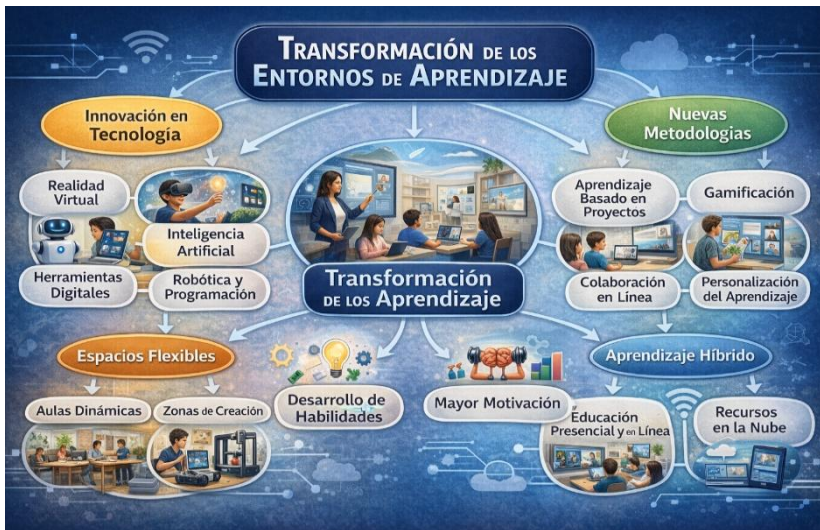 TRANSFORMACIÓN DE LOS
ENTORNOS DE APRENDIZAJE
Innovación en
Tecnología
Nuevas
Metodologias
Realidad
Virtual
Inteligencia
Artificial
Herramientas
Digitales
Robótica y
Programación
Aprendizaje
Basado en
Proyectos
Gamificación
Colaboración
en Línea
Personalización
del Aprendizaje
Transformación
DE LOS Aprendizaje
Espacios Flexibles
Aprendizaje Híbrido
Aulas Dinámicas
Zonas de Creación
Desarrollo de
Habilidades
Mayor Motivación
Educación
Presencial y en Línea
Recursos
en la Nube